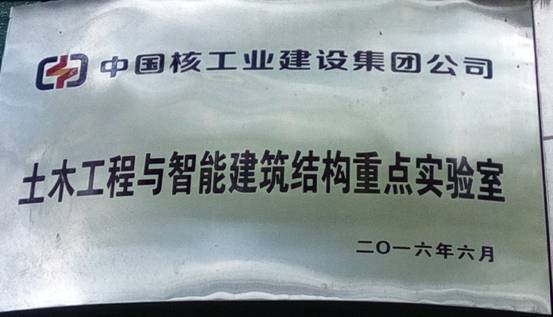 中国核工业建设集团公司
土木工程与智能建筑结构重点实验室
二〇一六年六月